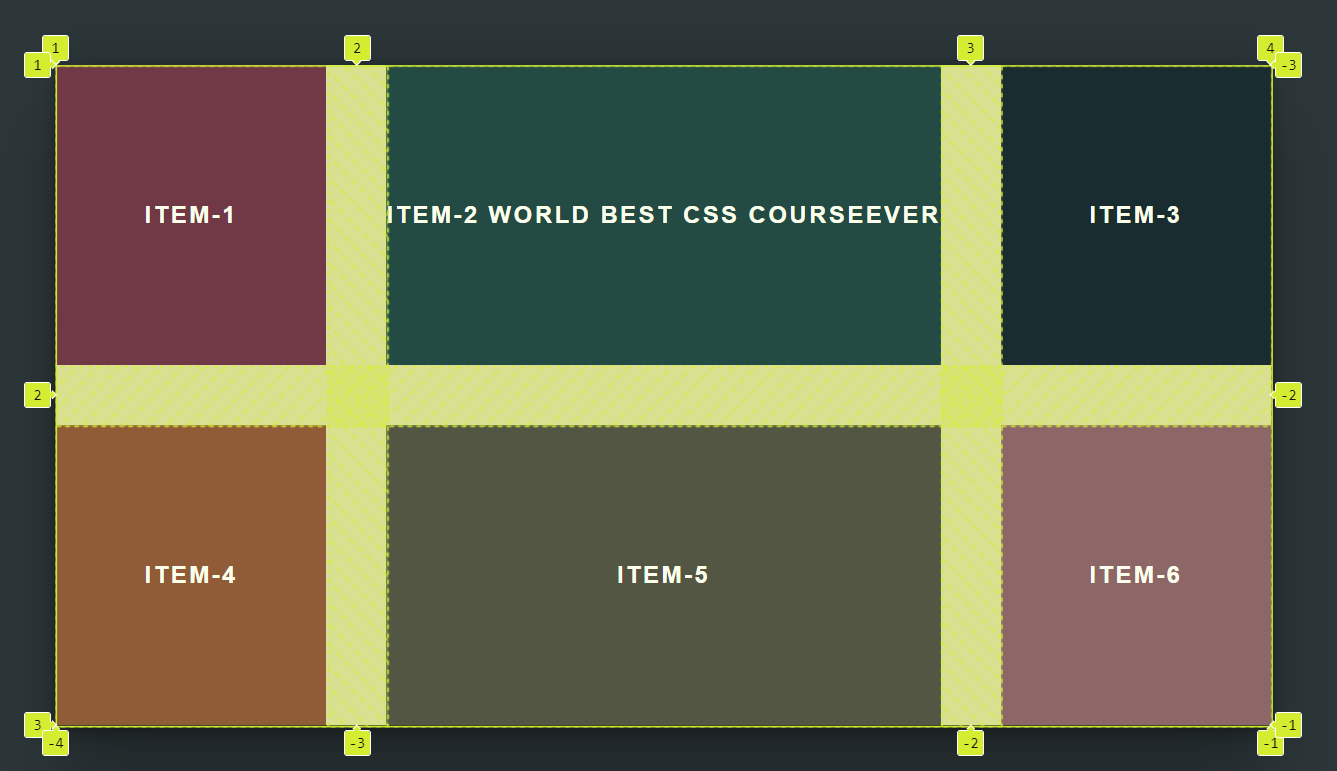 1 2 3 4
1 -3
ITEM-1 ITEM-2 WORLD BEST CSS COURSEEVER ITEM-3
2 -2
ITEM-4 ITEM-5 ITEM-6
3 -1
-4 -3 -2 -1